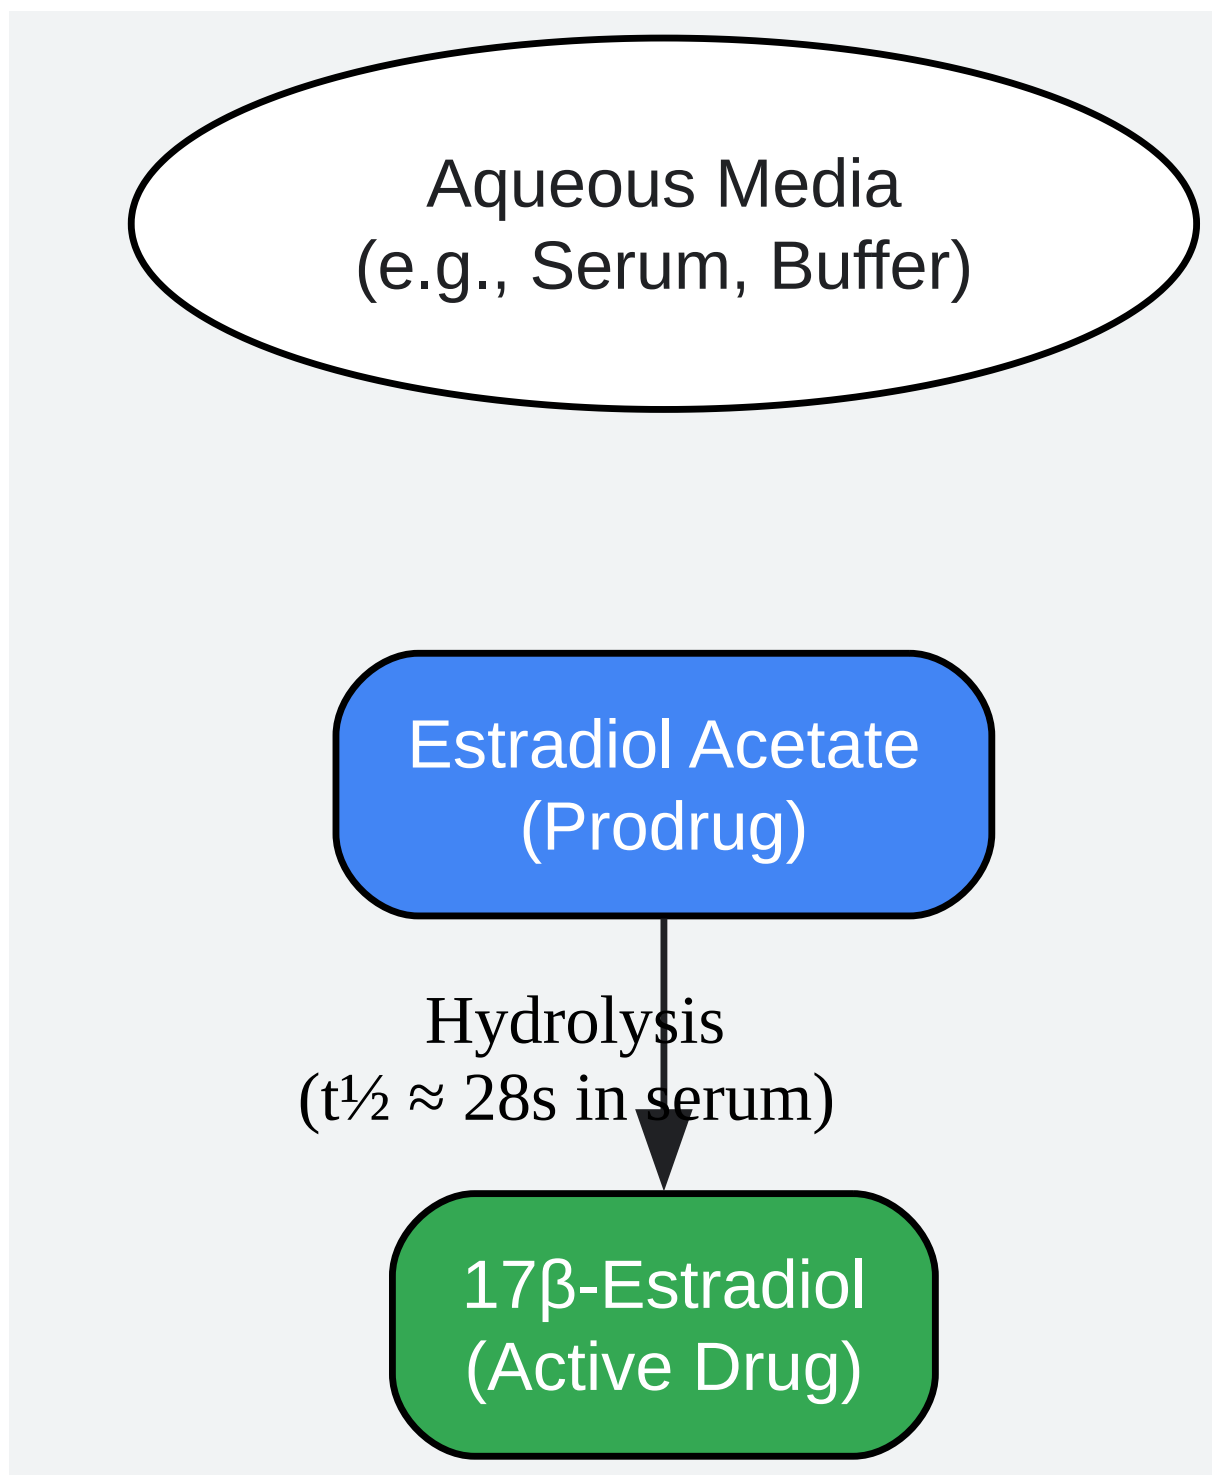 Aqueous Media
(e.g., Serum, Buffer)
Estradiol Acetate
(Prodrug)
Hydrolysis
(t½ ≈ 28s in serum)
17β-Estradiol
(Active Drug)